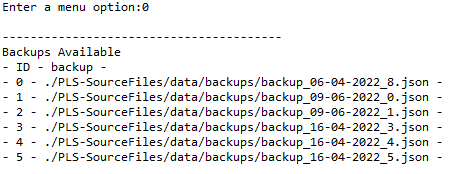 Enter a menu option:0
----------------------------------------
Backups Available
- ID - backup -
- 0 - ./PLS-SourceFiles/data/backups/backup_06-04-2022_8.json -
- 1 - ./PLS-SourceFiles/data/backups/backup_09-06-2022_0.json -
- 2 - ./PLS-SourceFiles/data/backups/backup_09-06-2022_1.json -
- 3 - ./PLS-SourceFiles/data/backups/backup_16-04-2022_3.json -
- 4 - ./PLS-SourceFiles/data/backups/backup_16-04-2022_4.json -
- 5 - ./PLS-SourceFiles/data/backups/backup_16-04-2022_5.json -